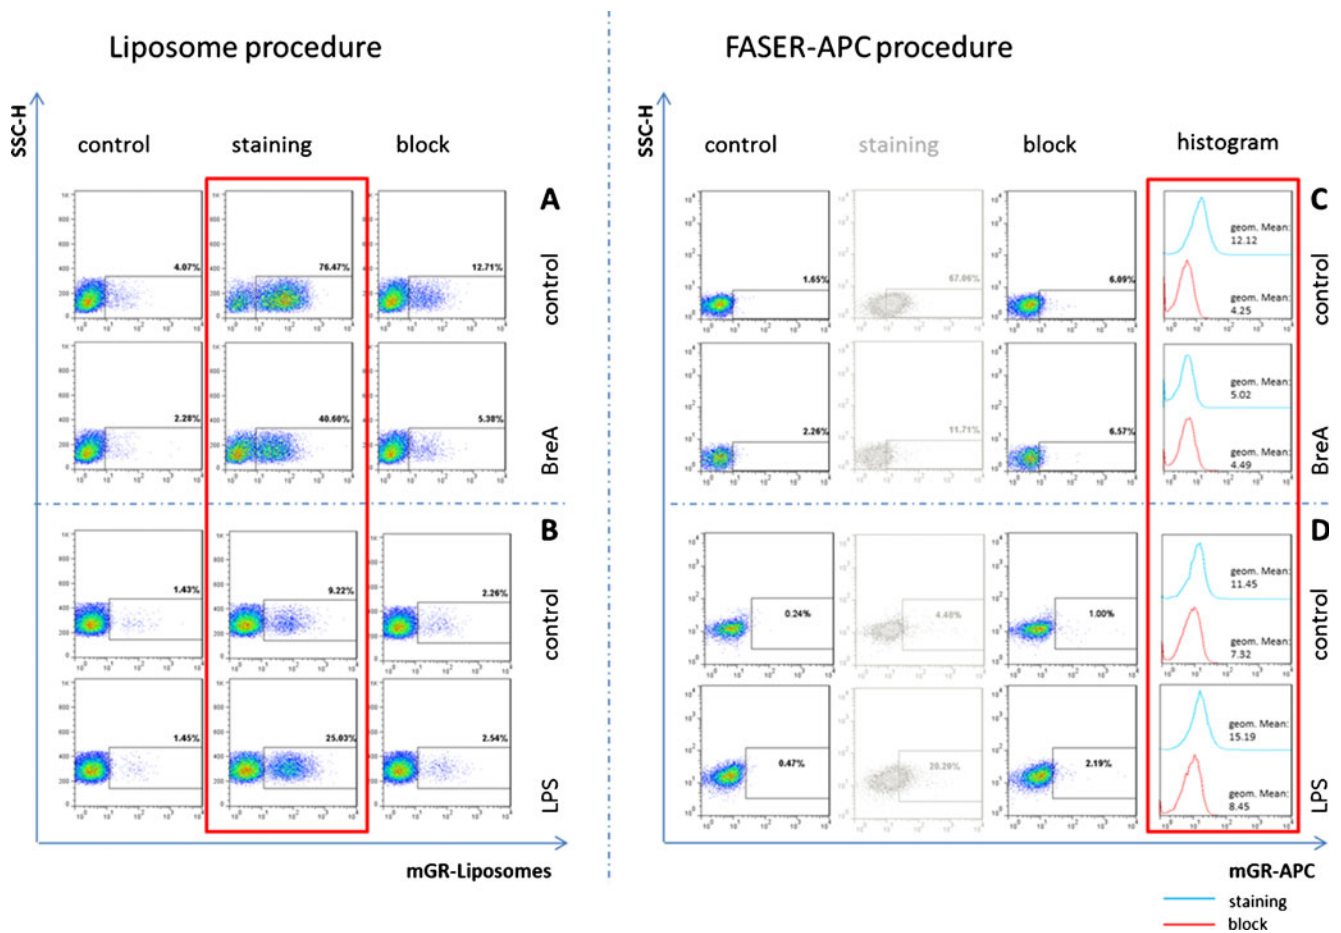 Liposome procedure
FASER-APC procedure
SSC-H
control staining block
A
4.07% 76.47% 12.71%
control
2.28% 40.60% 5.38%
BreA
B
1.43% 9.22% 2.26%
control
1.45% 25.03% 2.54%
LPS
mGR-Liposomes
SSC-H
control staining block histogram
C
1.65% 67.06% 6.09%
geom. Mean:
12.12
geom. Mean:
4.25
control
2.26% 11.71% 6.57%
geom. Mean:
5.02
geom. Mean:
4.49
BreA
D
0.24% 4.40% 1.00%
geom. Mean:
11.45
geom. Mean:
7.32
control
0.47% 20.20% 2.19%
geom. Mean:
15.19
geom. Mean:
8.45
LPS
mGR-APC
staining
block